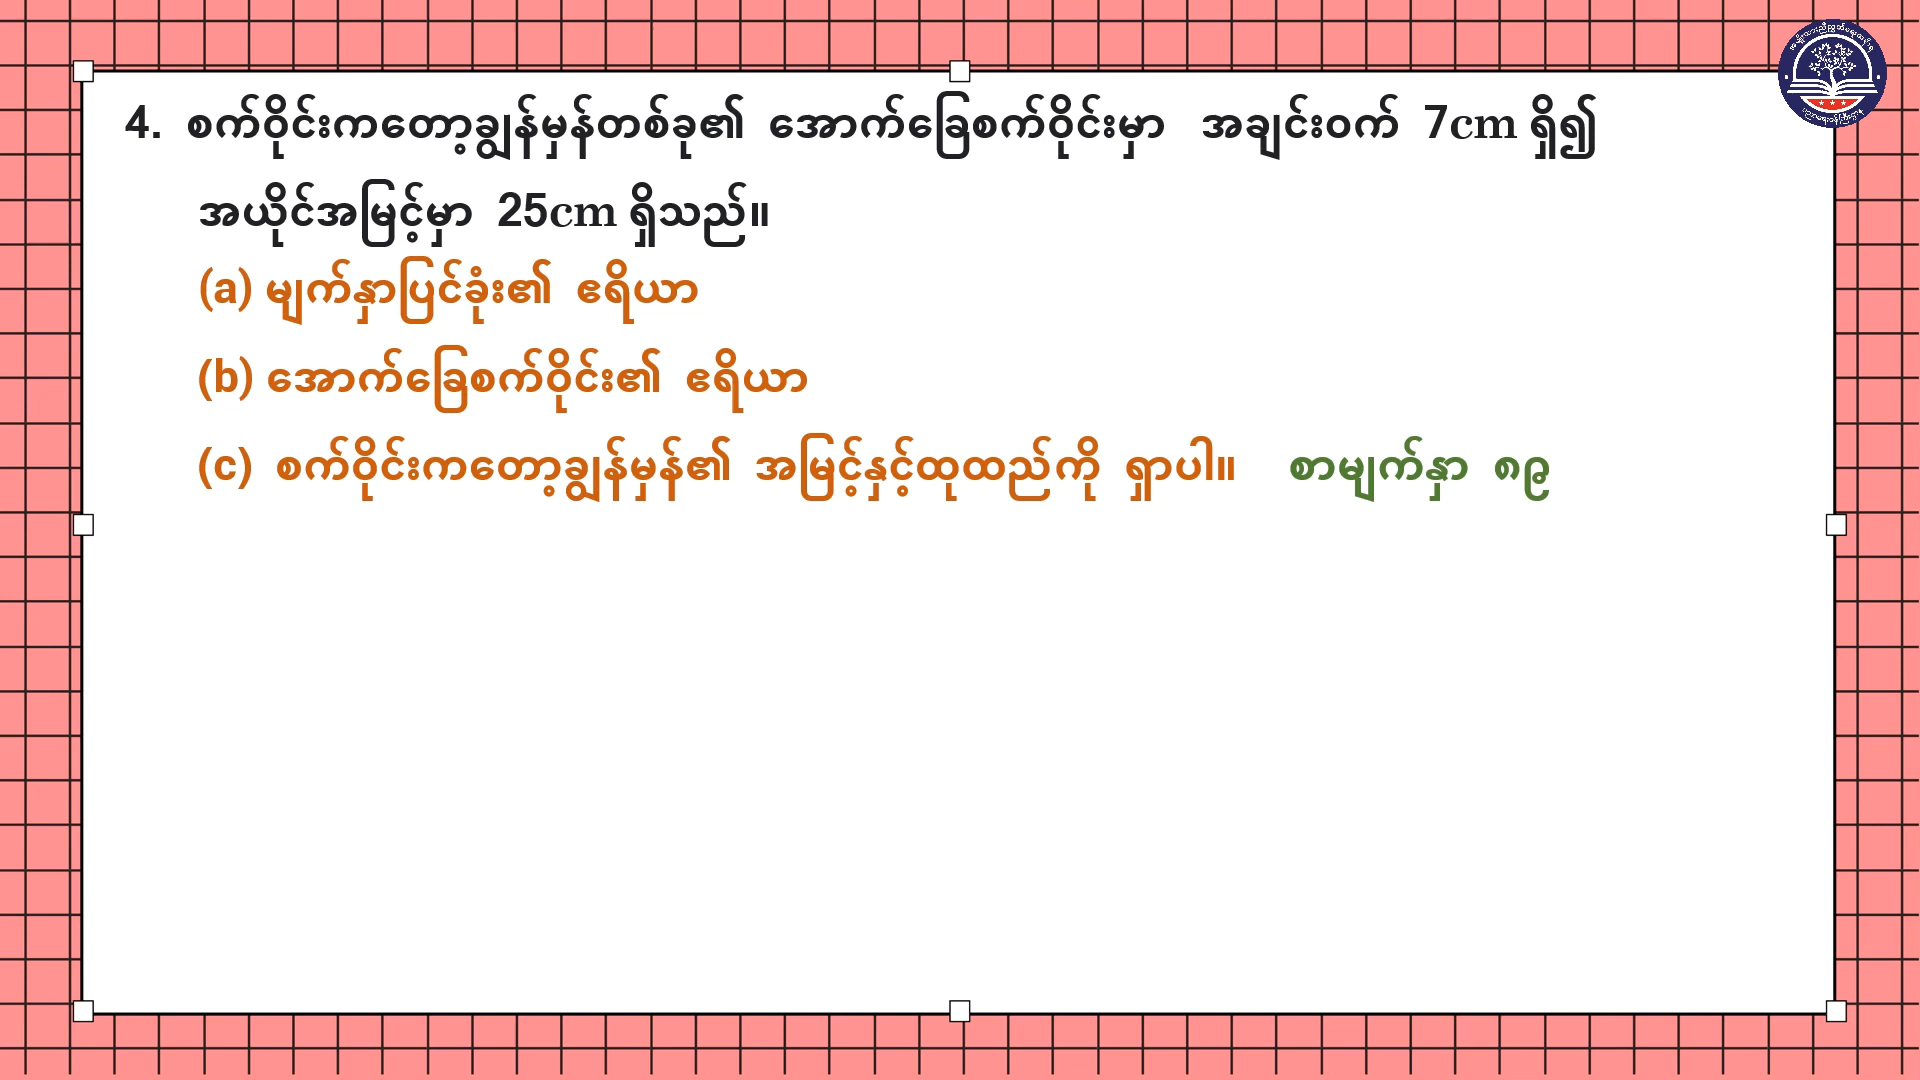 4. စက်ဝိုင်းကတော့ချွန်မှန်တစ်ခု၏ အောက်ခြေစက်ဝိုင်းမှာ အချင်းဝက် 7cm ရှိ၍
အယိုင်အမြင့်မှာ 25cm ရှိသည်။
(a) မျက်နှာပြင်ခုံး၏ ဧရိယာ
(b) အောက်ခြေစက်ဝိုင်း၏ ဧရိယာ
(c) စက်ဝိုင်းကတော့ချွန်မှန်၏ အမြင့်နှင့်ထုထည်ကို ရှာပါ။ စာမျက်နှာ ၈၉